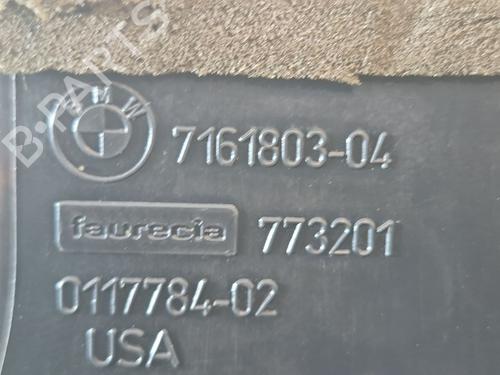 BMW 7161803-04
faurecia 773201
0117784-02
USA
B-PARTS